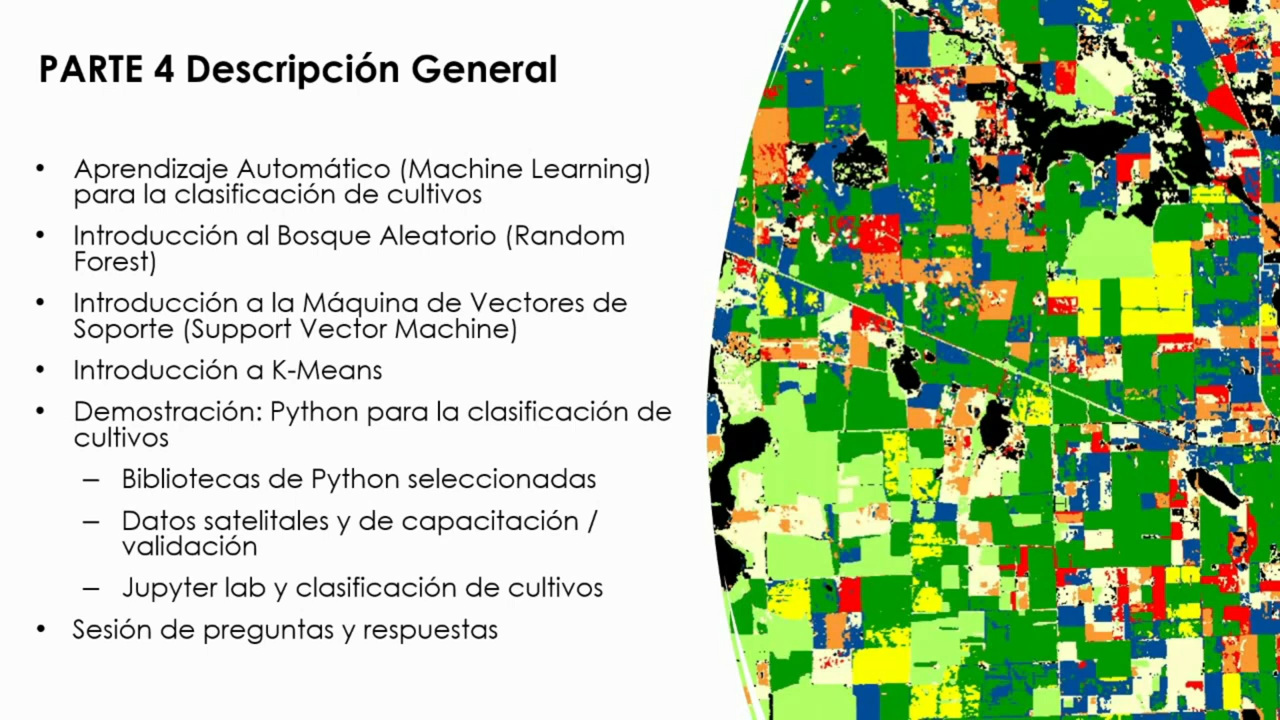 PARTE 4 Descripción General
• Aprendizaje Automático (Machine Learning)
para la clasificación de cultivos
• Introducción al Bosque Aleatorio (Random
Forest)
• Introducción a la Máquina de Vectores de
Soporte (Support Vector Machine)
• Introducción a K-Means
• Demostración: Python para la clasificación de
cultivos
– Bibliotecas de Python seleccionadas
– Datos satelitales y de capacitación /
validación
– Jupyter lab y clasificación de cultivos
• Sesión de preguntas y respuestas